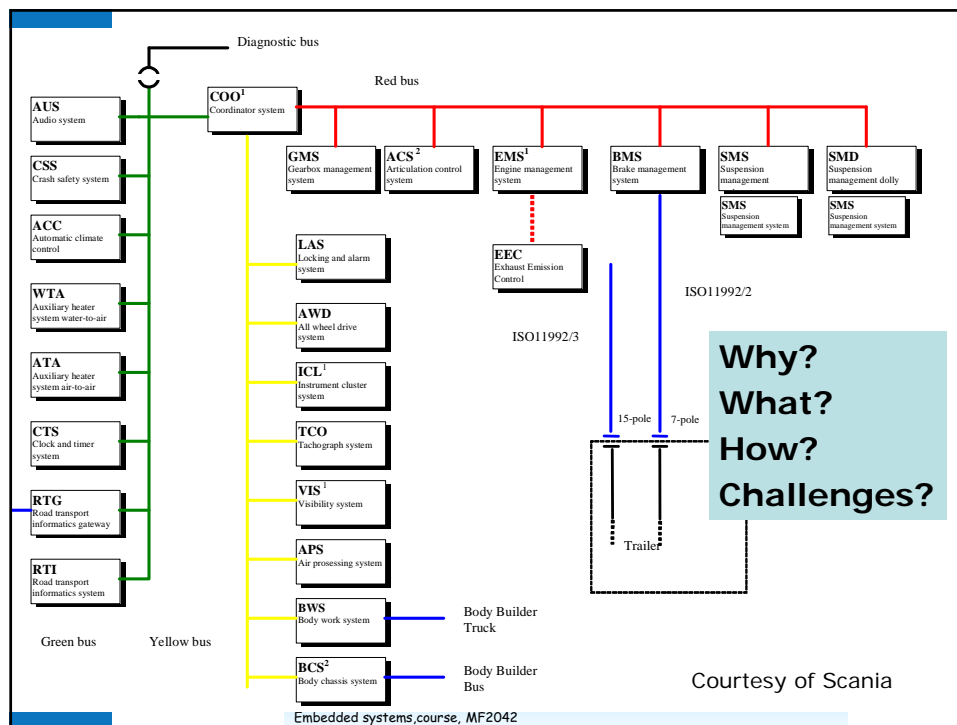 Diagnostic bus
Red bus
AUS
Audio system
CSS
Crash safety system
ACC
Automatic climate
control
WTA
Auxiliary heater
system water-to-air
ATA
Auxiliary heater
system air-to-air
CTS
Clock and timer
system
RTG
Road transport
informatics gateway
RTI
Road transport
informatics system
Green bus
Yellow bus
COO1
Coordinator system
GMS
Gearbox management
system
ACS 2
Articulation control
system
EMS1
Engine management
system
BMS
Brake management
system
SMS
Suspension
management
SMD
Suspension
management dolly
SMS
Suspension
management system
SMS
Suspension
management system
EEC
Exhaust Emission
Control
LAS
Locking and alarm
system
AWD
All wheel drive
system
ICL1
Instrument cluster
system
TCO
Tachograph system
VIS 1
Visibility system
APS
Air prosessing system
BWS
Body work system
BCS2
Body chassis system
Body Builder
Truck
Body Builder
Bus
ISO11992/3
ISO11992/2
15-pole
7-pole
Trailer
Why?
What?
How?
Challenges?
Courtesy of Scania
Embedded systems,course, MF2042